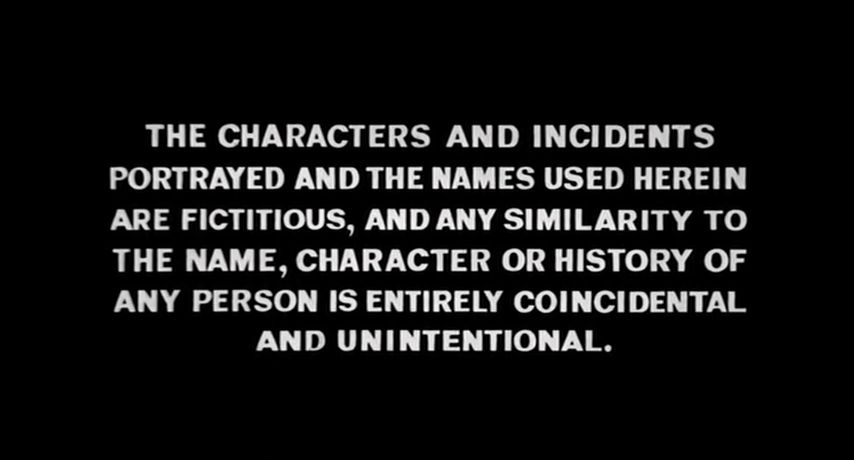 THE CHARACTERS AND INCIDENTS
PORTRAYED AND THE NAMES USED HEREIN
ARE FICTITIOUS, AND ANY SIMILARITY TO
THE NAME, CHARACTER OR HISTORY OF
ANY PERSON IS ENTIRELY COINCIDENTAL
AND UNINTENTIONAL.